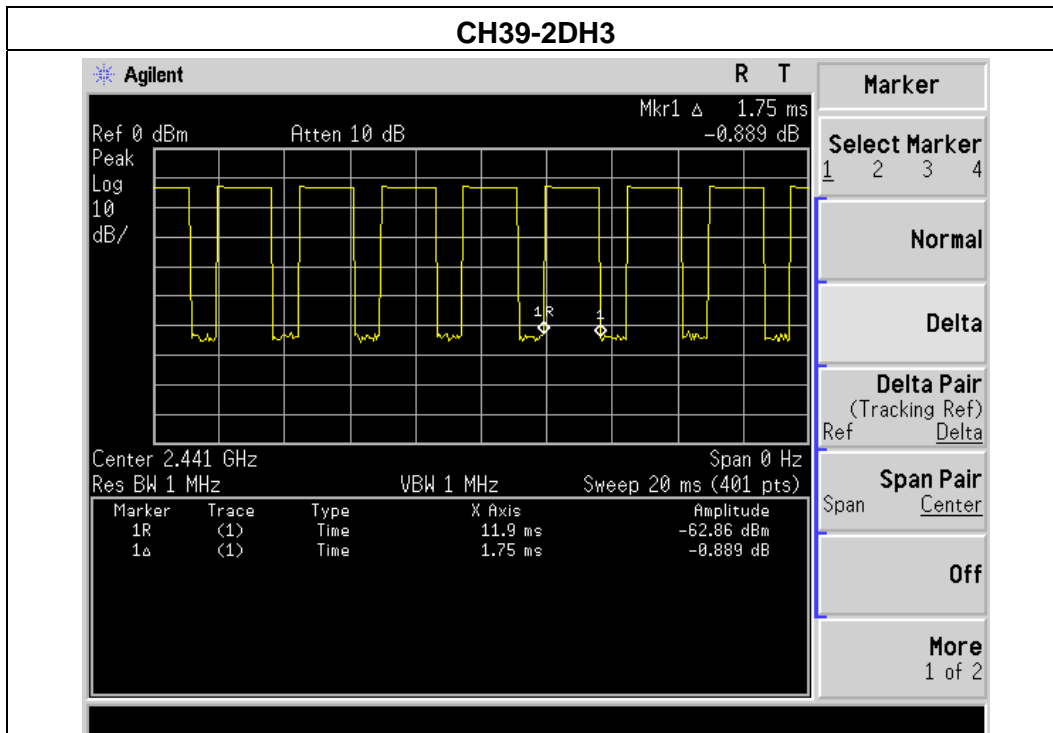 CH39-2DH3
Agilent R T
Mkr1 Δ 1.75 ms
Ref 0 dBm Atten 10 dB -0.889 dB
Peak
Log
10
dB/
1R 1
Center 2.441 GHz Span 0 Hz
Res BW 1 MHz VBW 1 MHz Sweep 20 ms (401 pts)
Marker Trace Type X Axis Amplitude
1R (1) Time 11.9 ms -62.86 dBm
1Δ (1) Time 1.75 ms -0.889 dB
Marker
Select Marker
1 2 3 4
Normal
Delta
Delta Pair
(Tracking Ref)
Ref Delta
Span Pair
Span Center
Off
More
1 of 2